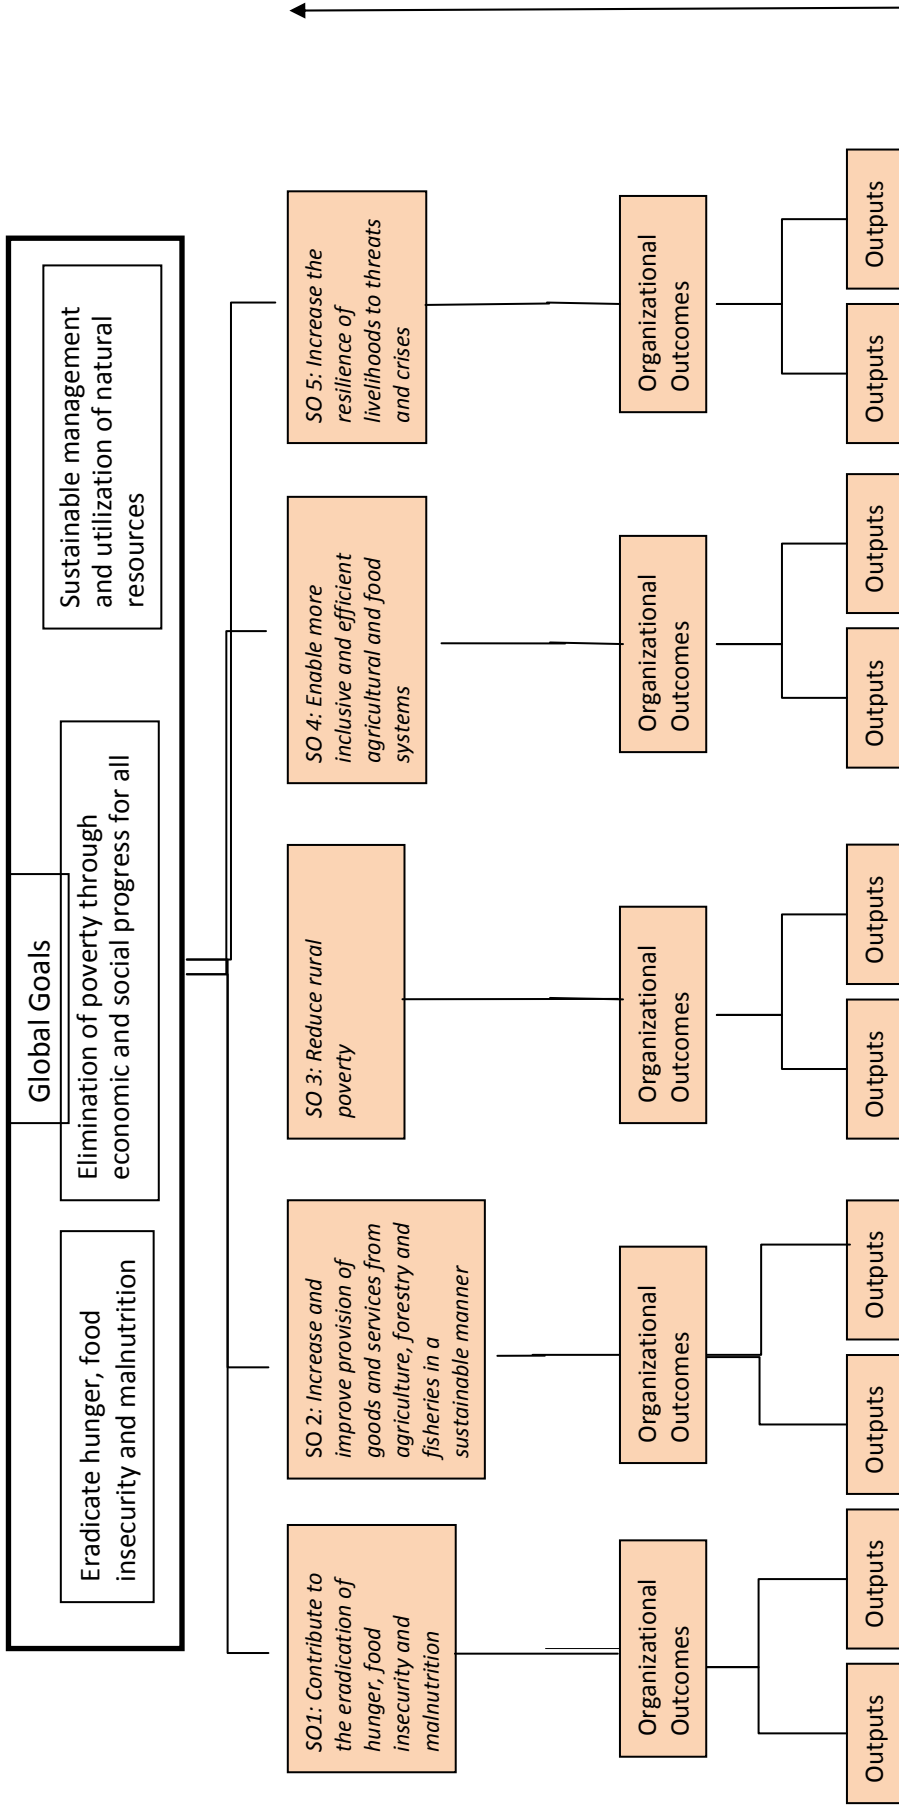 Global Goals
Eradicate hunger, food
insecurity and malnutrition
Elimination of poverty through
economic and social progress for all
Sustainable management
and utilization of natural
resources
SO1: Contribute to
the eradication of
hunger, food
insecurity and
malnutrition
SO 2: Increase and
improve provision of
goods and services from
agriculture, forestry and
fisheries in a
sustainable manner
SO 3: Reduce rural
poverty
SO 4: Enable more
inclusive and efficient
agricultural and food
systems
SO 5: Increase the
resilience of
livelihoods to threats
and crises
Organizational
Outcomes
Organizational
Outcomes
Organizational
Outcomes
Organizational
Outcomes
Organizational
Outcomes
Outputs
Outputs
Outputs
Outputs
Outputs
Outputs
Outputs
Outputs
Outputs
Outputs